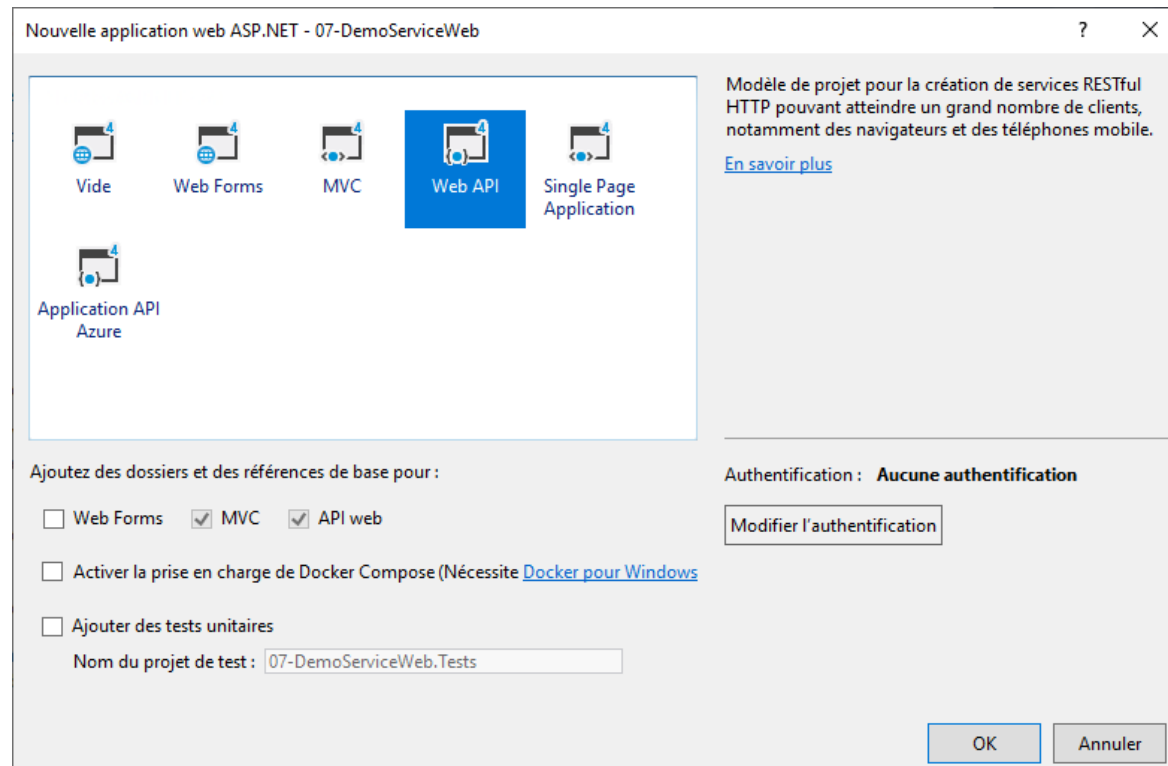 Nouvelle application web ASP.NET - 07-DemoServiceWeb
?
Vide
Web Forms
MVC
Web API
Single Page
Application
Application API
Azure
Modèle de projet pour la création de services RESTful
HTTP pouvant atteindre un grand nombre de clients,
notamment des navigateurs et des téléphones mobile.
En savoir plus
Ajoutez des dossiers et des références de base pour :
Web Forms
MVC
API web
Activer la prise en charge de Docker Compose (Nécessite Docker pour Windows
Ajouter des tests unitaires
Nom du projet de test : 07-DemoServiceWeb.Tests
Authentification : Aucune authentification
Modifier l'authentification
OK
Annuler